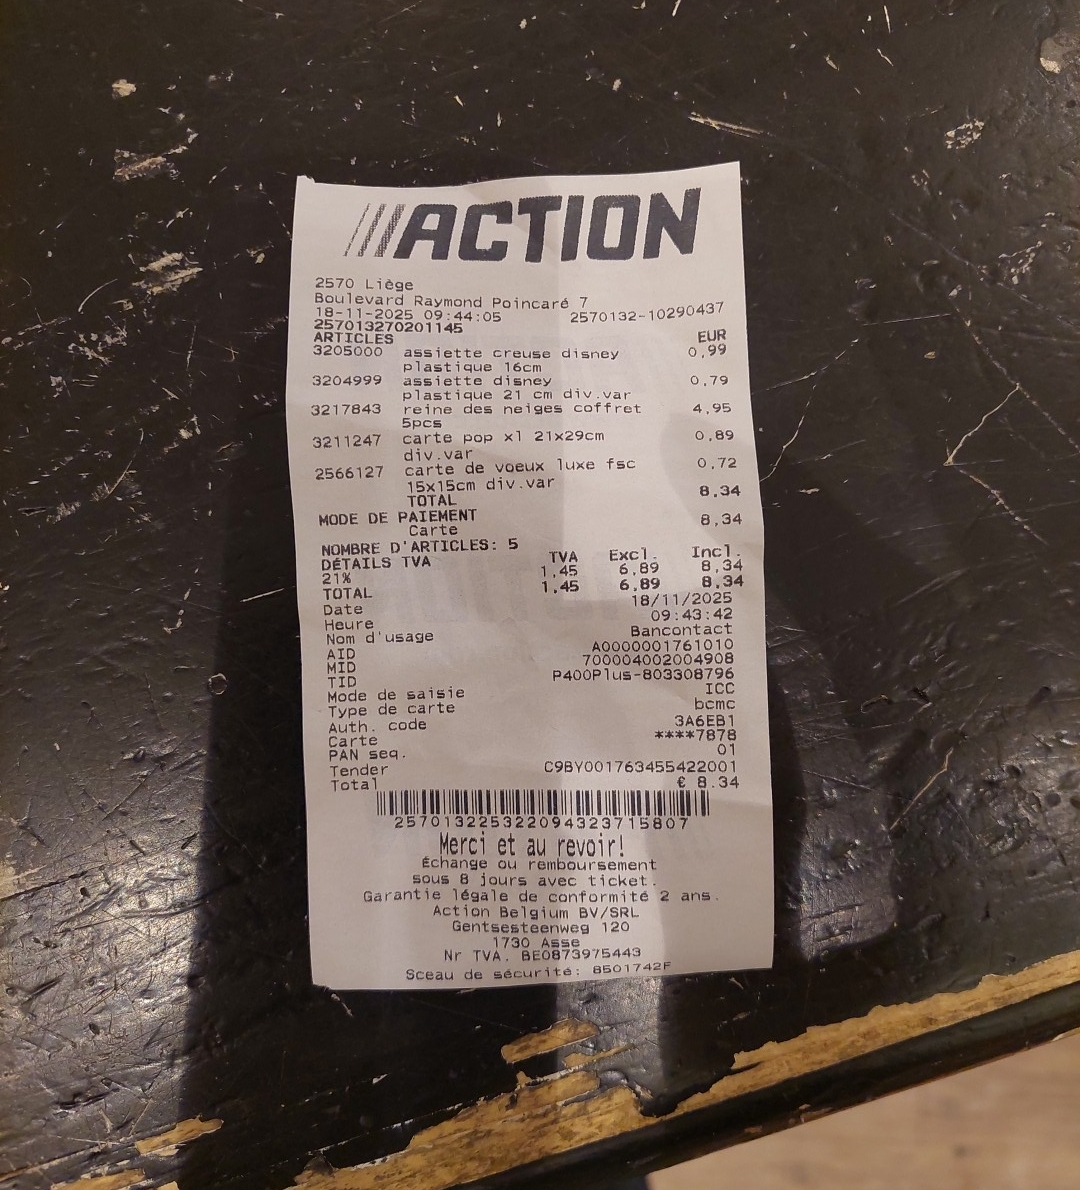 ACTION
2570 Liège
Boulevard Raymond Poincaré 7
18-11-2025 09:44:05 2570132-10290437
257013270201145
ARTICLES EUR
3205000 assiette creuse disney 0,99
plastique 16cm
3204999 assiette disney 0,79
plastique 21 cm div.var
3217843 reine des neiges coffret 4,95
5pcs
3211247 carte pop xl 21x29cm 0,89
div.var
2566127 carte de voeux luxe fsc 0,72
15x15cm div.var
TOTAL 8,34
MODE DE PAIEMENT
Carte 8,34
NOMBRE D'ARTICLES: 5
DÉTAILS TVA TVA Excl. Incl.
21% 1,45 6,89 8,34
TOTAL 1,45 6,89 8,34
Date 18/11/2025
Heure 09:43:42
Nom d'usage Bancontact
AID A0000001761010
MID 700004002004908
TID P400Plus-803308796
Mode de saisie ICC
Type de carte bcmc
Auth. code 3A6EB1
Carte ****7878
PAN seq. 01
Tender C9BY001763455422001
Total € 8.34
2570132253220943237​15807
Merci et au revoir!
Échange ou remboursement
sous 8 jours avec ticket.
Garantie légale de conformité 2 ans.
Action Belgium BV/SRL
Gentsesteenweg 120
1730 Asse
Nr TVA. BE0873975443
Sceau de sécurité: 8501742F